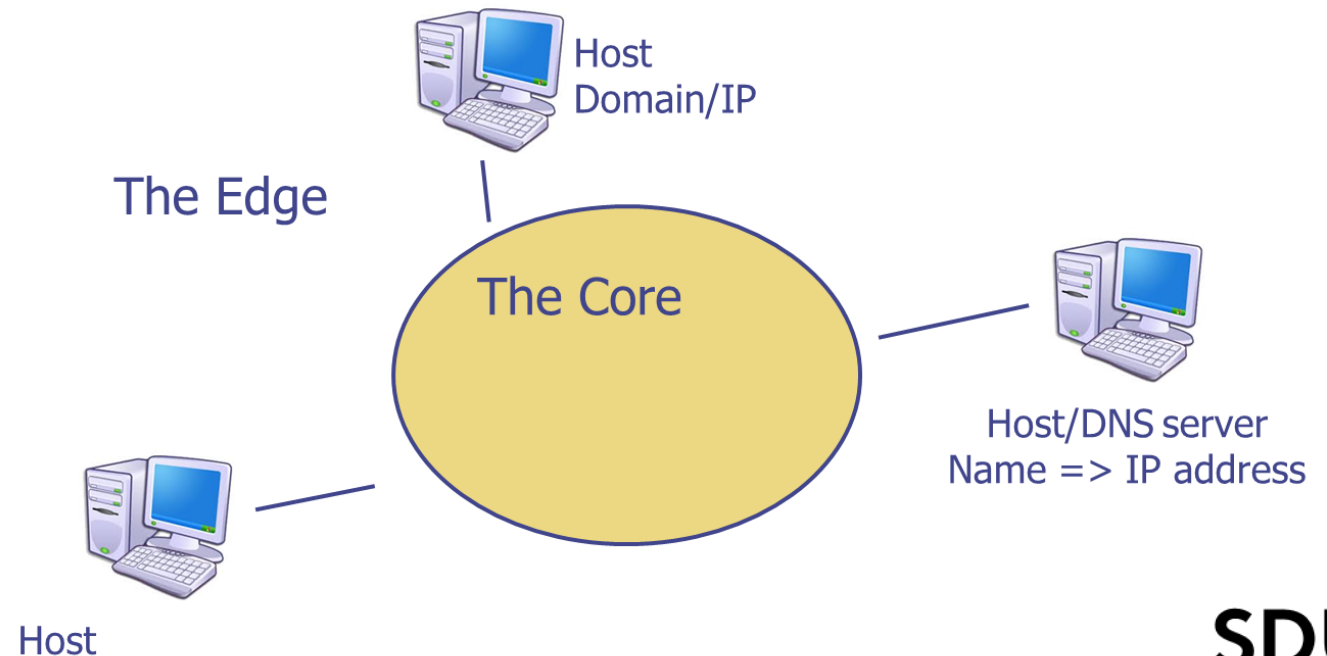 Host
Domain/IP
The Edge
The Core
Host/DNS server
Name => IP address
Host